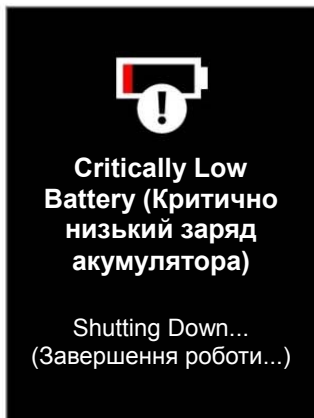 Critically Low
Battery (Критично
низький заряд
акумулятора)
Shutting Down...
(Завершення роботи...)